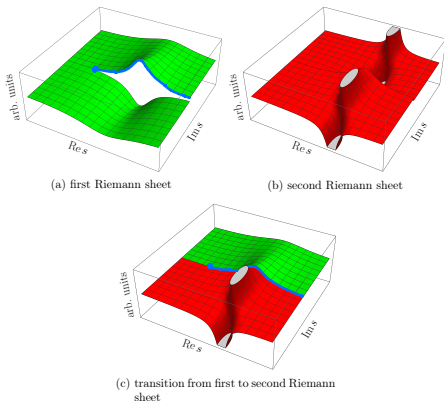 arb. units
Re s
Im s
(a) first Riemann sheet
arb. units
Re s
Im s
(b) second Riemann sheet
arb. units
Re s
Im s
(c) transition from first to second Riemann
sheet